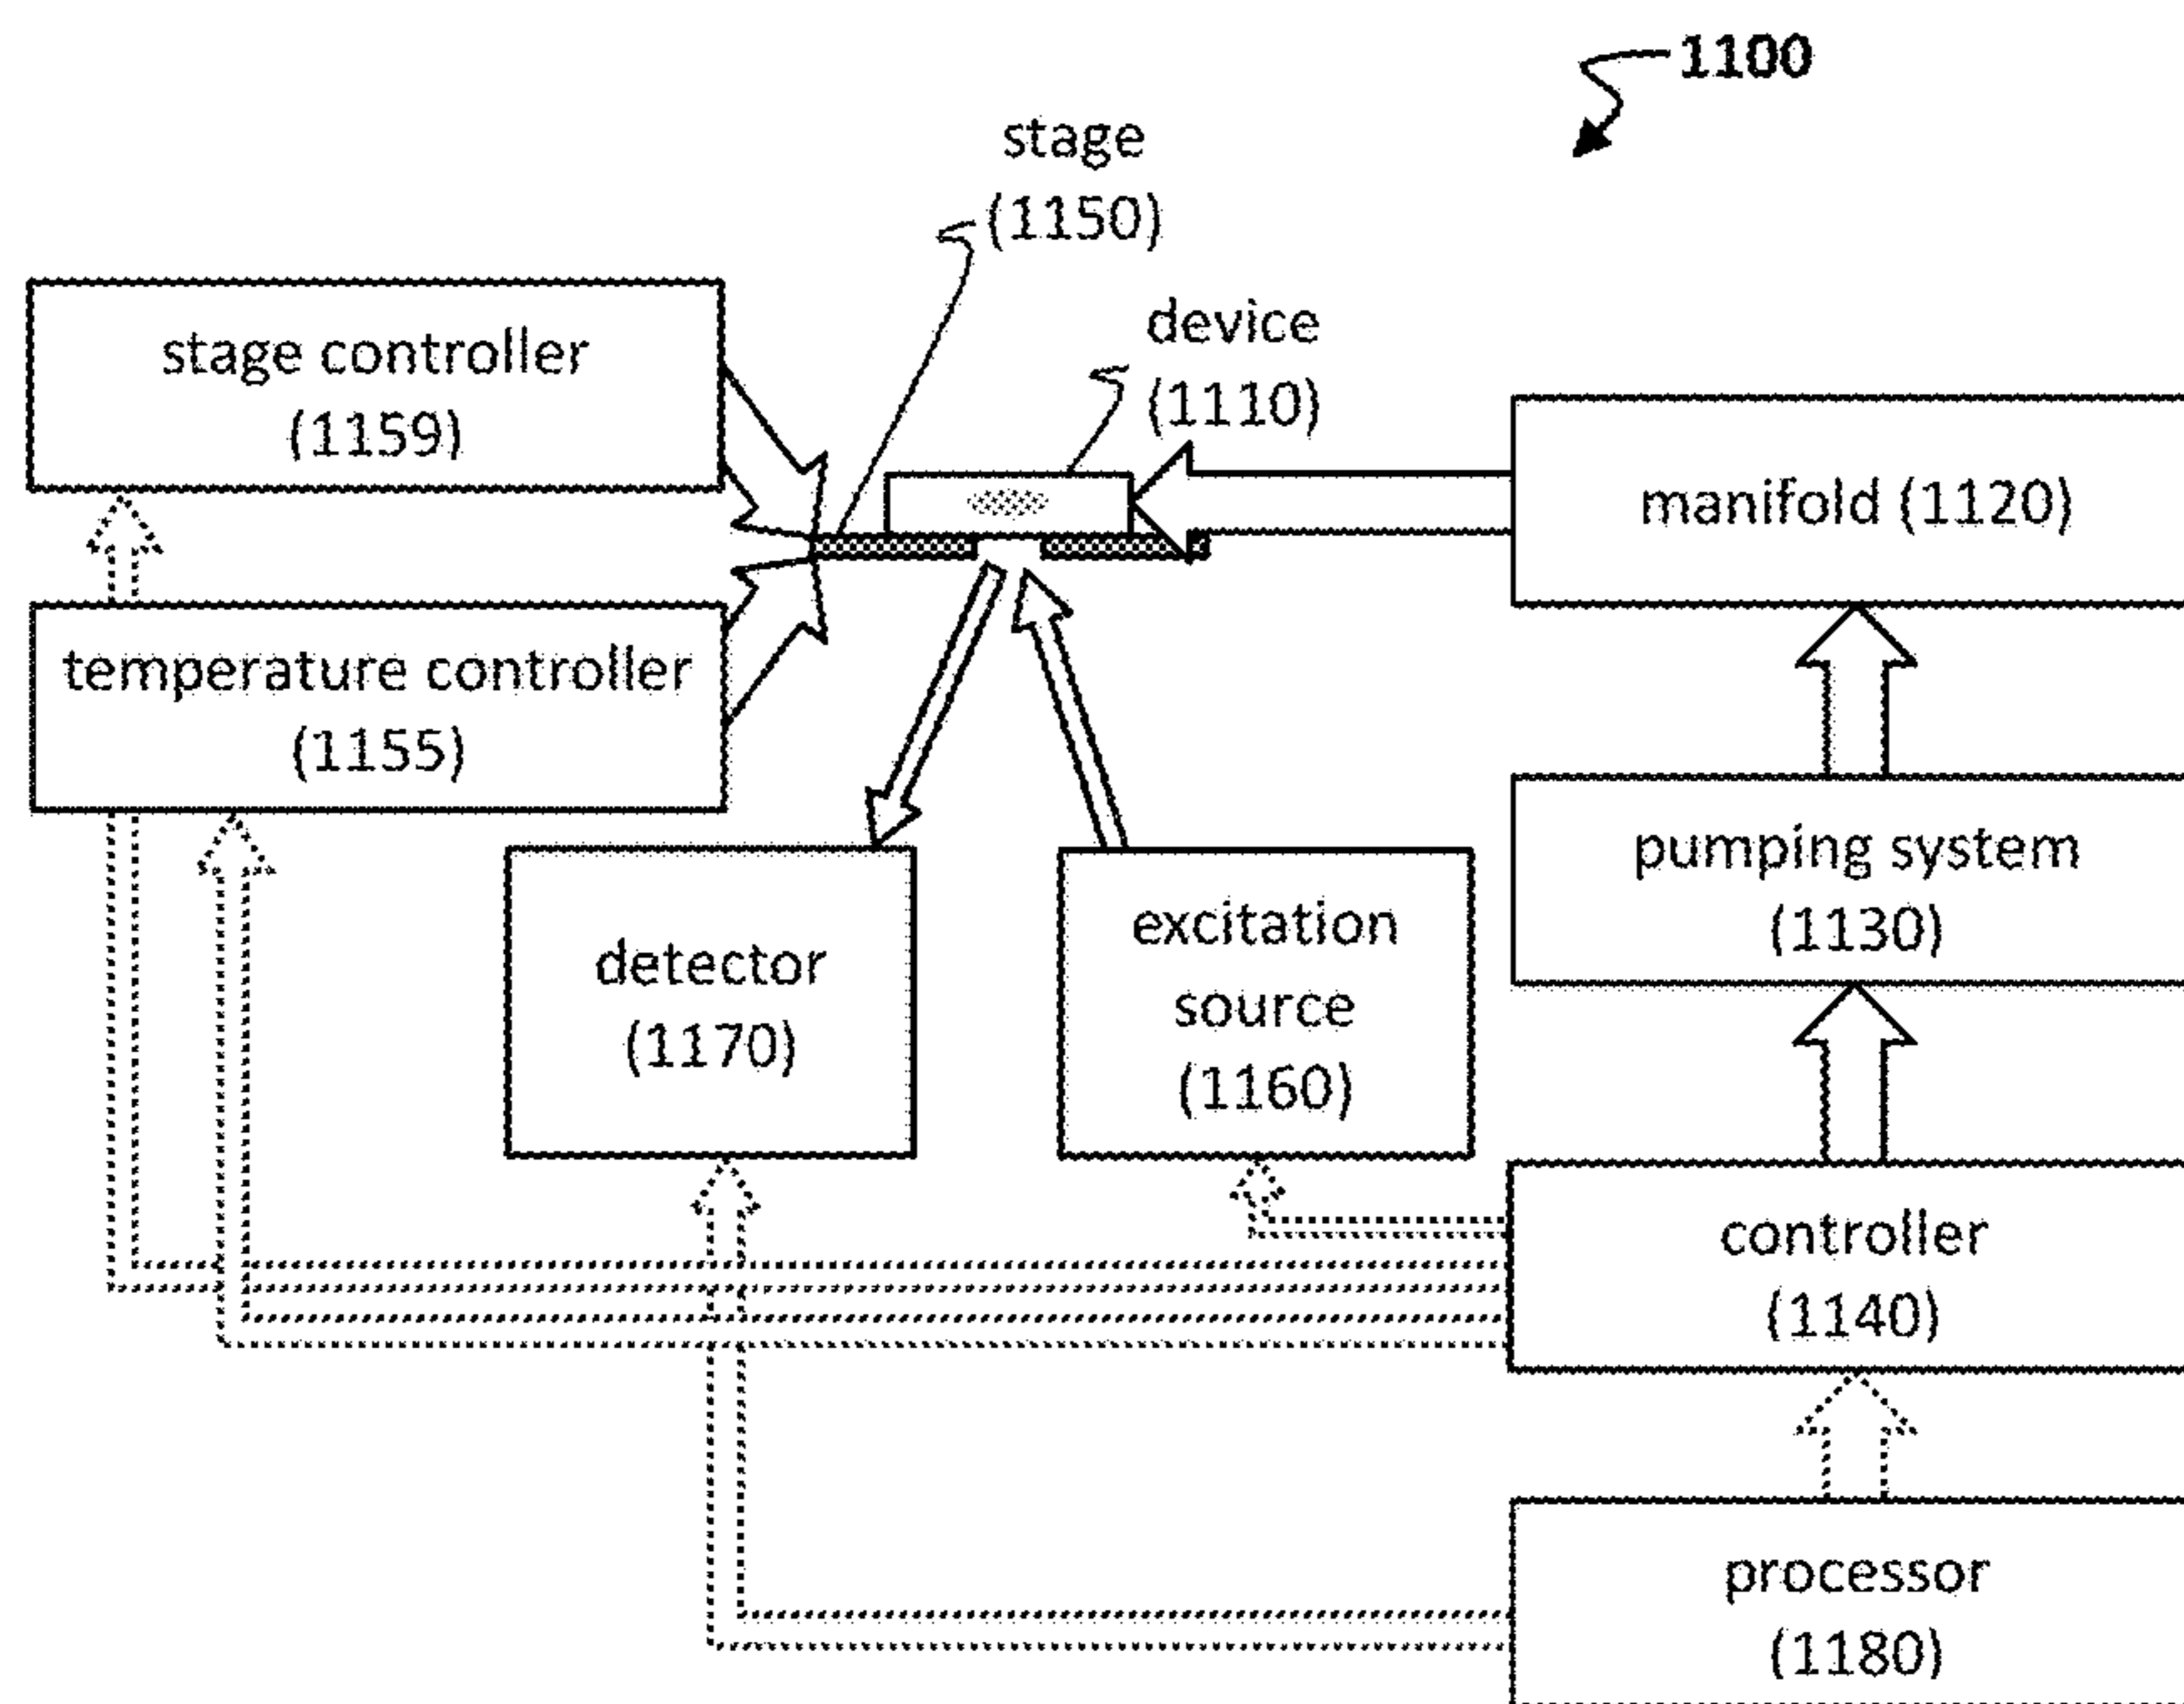 1100
stage
(1150)
device
(1110)
stage controller
(1159)
manifold (1120)
temperature controller
(1155)
pumping system
(1130)
detector
(1170)
excitation
source
(1160)
controller
(1140)
processor
(1180)